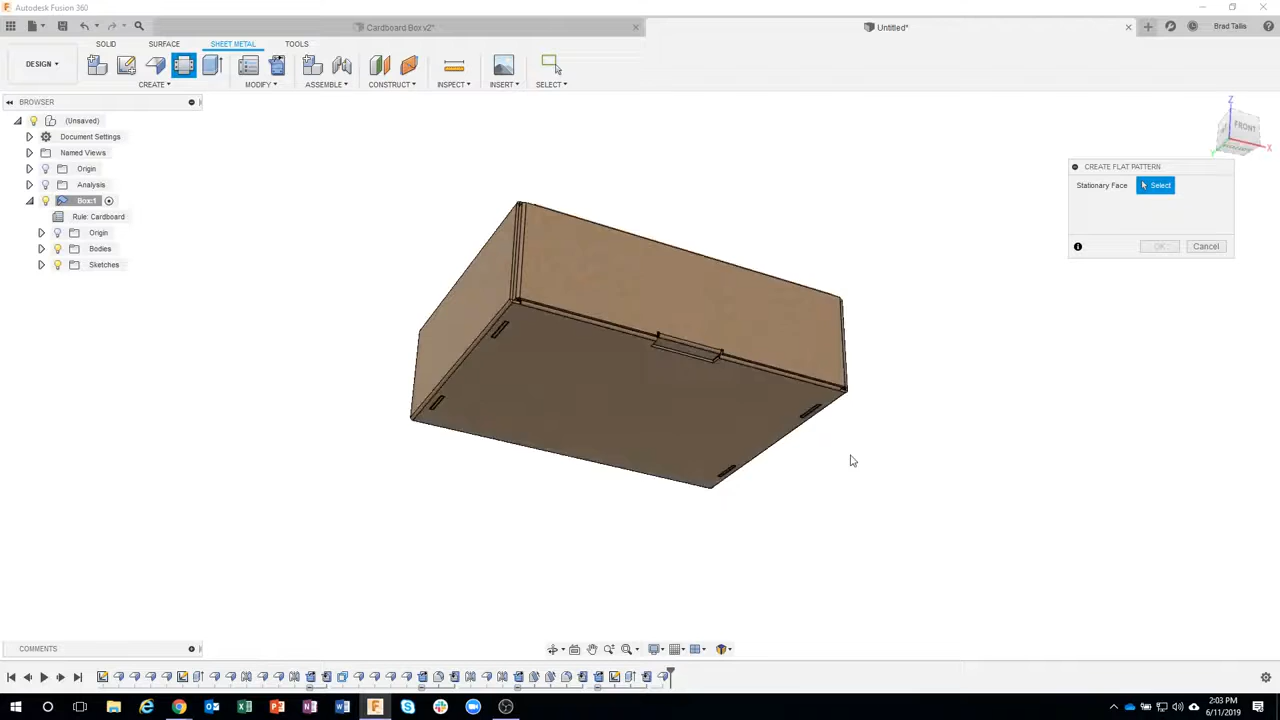 Autodesk Fusion 360
Cardboard Box v2*
Untitled*
Brad Tallis
DESIGN
SOLID
SURFACE
SHEET METAL
TOOLS
CREATE
MODIFY
ASSEMBLE
CONSTRUCT
INSPECT
INSERT
SELECT
BROWSER
(Unsaved)
Document Settings
Named Views
Origin
Analysis
Box:1
Rule: Cardboard
Origin
Bodies
Sketches
Z
FRONT
X
Y
CREATE FLAT PATTERN
Stationary Face
Select
OK
Cancel
COMMENTS
2:03 PM
6/11/2019